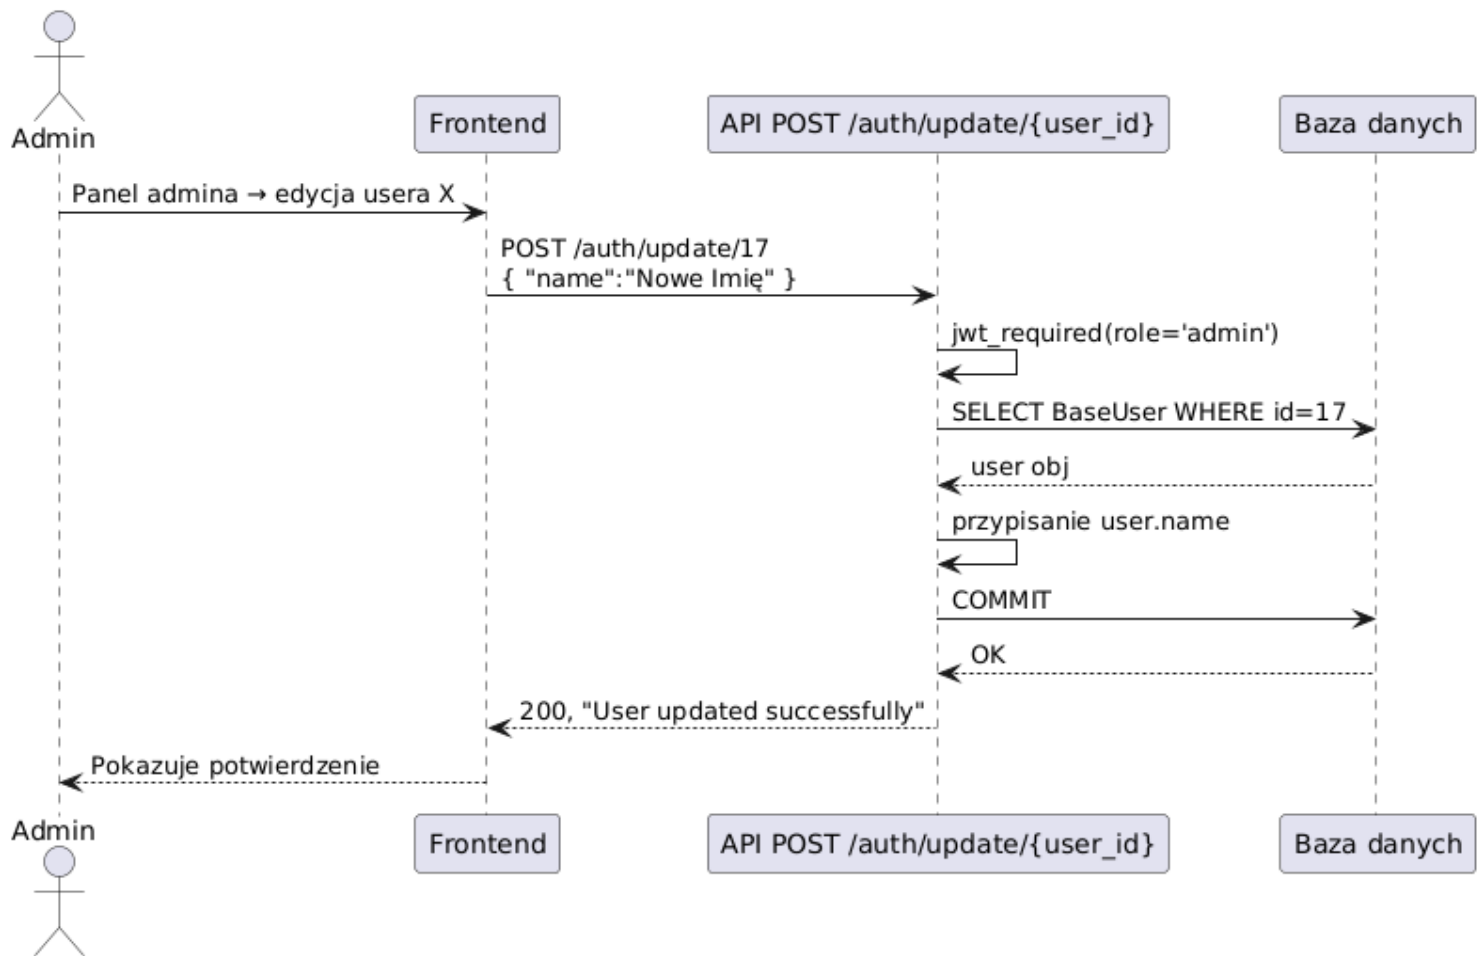 Admin
Frontend
API POST /auth/update/{user_id}
Baza danych
Panel admina → edycja usera X
POST /auth/update/17
{ "name":"Nowe Imię" }
jwt_required(role='admin')
SELECT BaseUser WHERE id=17
user obj
przypisanie user.name
COMMIT
OK
200, "User updated successfully"
Pokazuje potwierdzenie
Admin
Frontend
API POST /auth/update/{user_id}
Baza danych